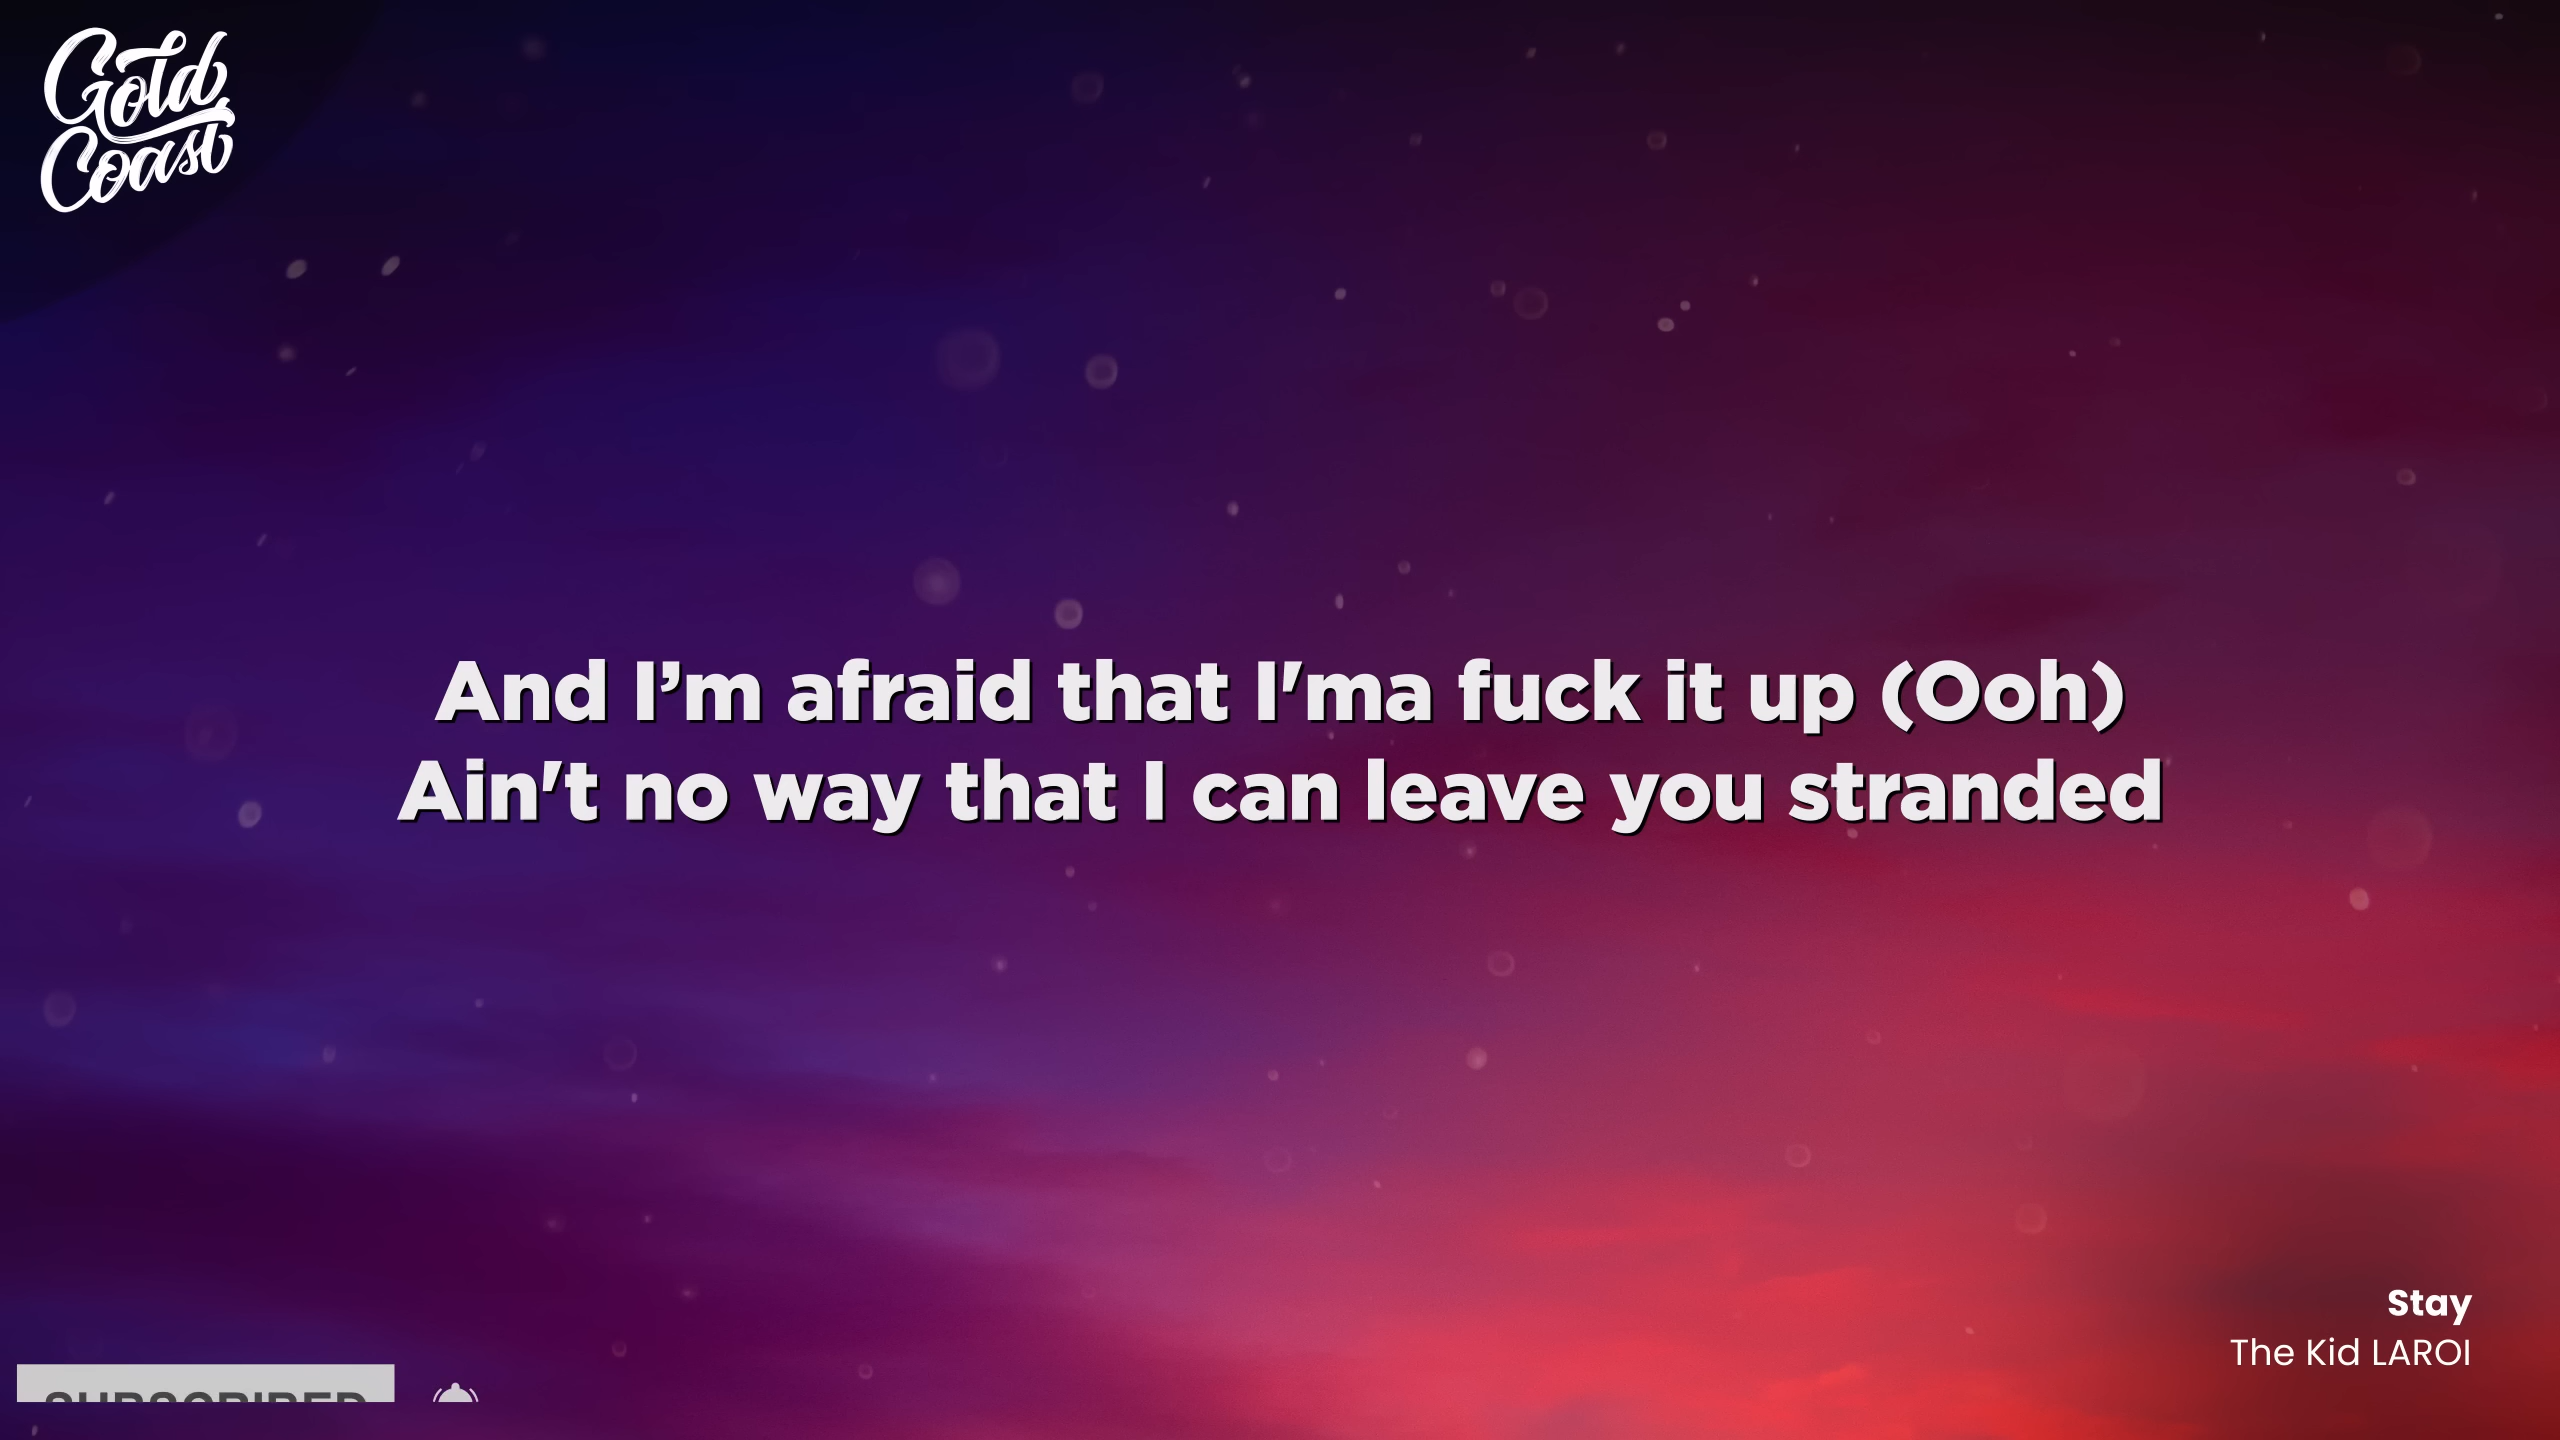 Gold
Coast
And I’m afraid that I'ma fuck it up (Ooh)
Ain't no way that I can leave you stranded
Stay
The Kid LAROI
SUBSCRIBED